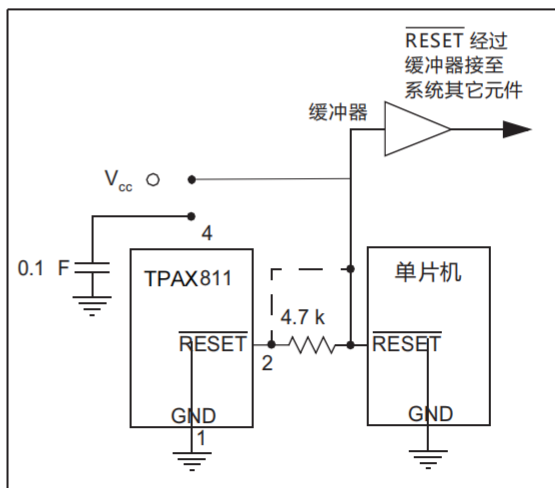 RESET 经过
缓冲器接至
系统其它元件
缓冲器
Vcc
4
0.1 F
TPAX811
单片机
4.7 k
RESET
2
RESET
GND
1
GND